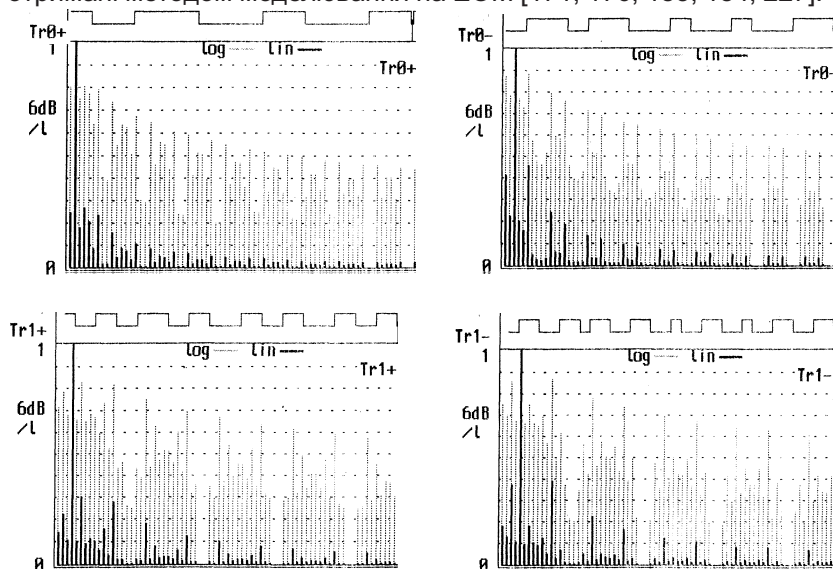 отримані методом моделювання на ЕОМ
Tr0+
log lin
1
Tr0+
6dB
/l
0
Tr0-
log lin
1
Tr0-
6dB
/l
0
Tr1+
log lin
1
Tr1+
6dB
/l
0
Tr1-
log lin
1
Tr1-
6dB
/l
0